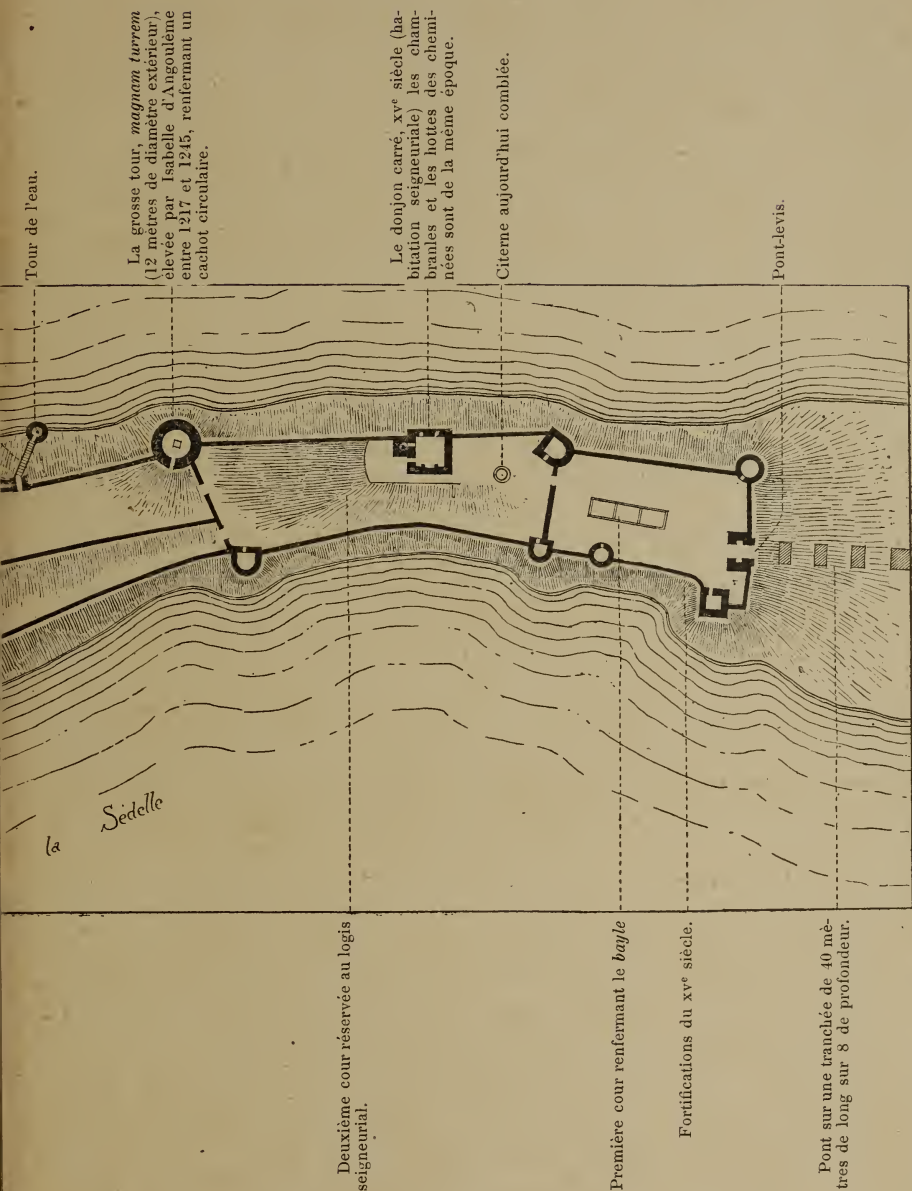 Tour de l'eau.
La grosse tour, magnam turrem
(12 mètres de diamètre extérieur),
élevée par Isabelle d'Angoulême
entre 1217 et 1245, renfermant un
cachot circulaire.
Le donjon carré, xve siècle (ha-
bitation seigneuriale) les cham-
branles et les hottes des chemi-
nées sont de la même époque.
Citerne aujourd'hui comblée.
Pont-levis.
la Sédelle
Deuxième cour réservée au logis
seigneurial.
Première cour renfermant le bayle
Fortifications du xve siècle.
Pont sur une tranchée de 40 mè-
tres de long sur 8 de profondeur.